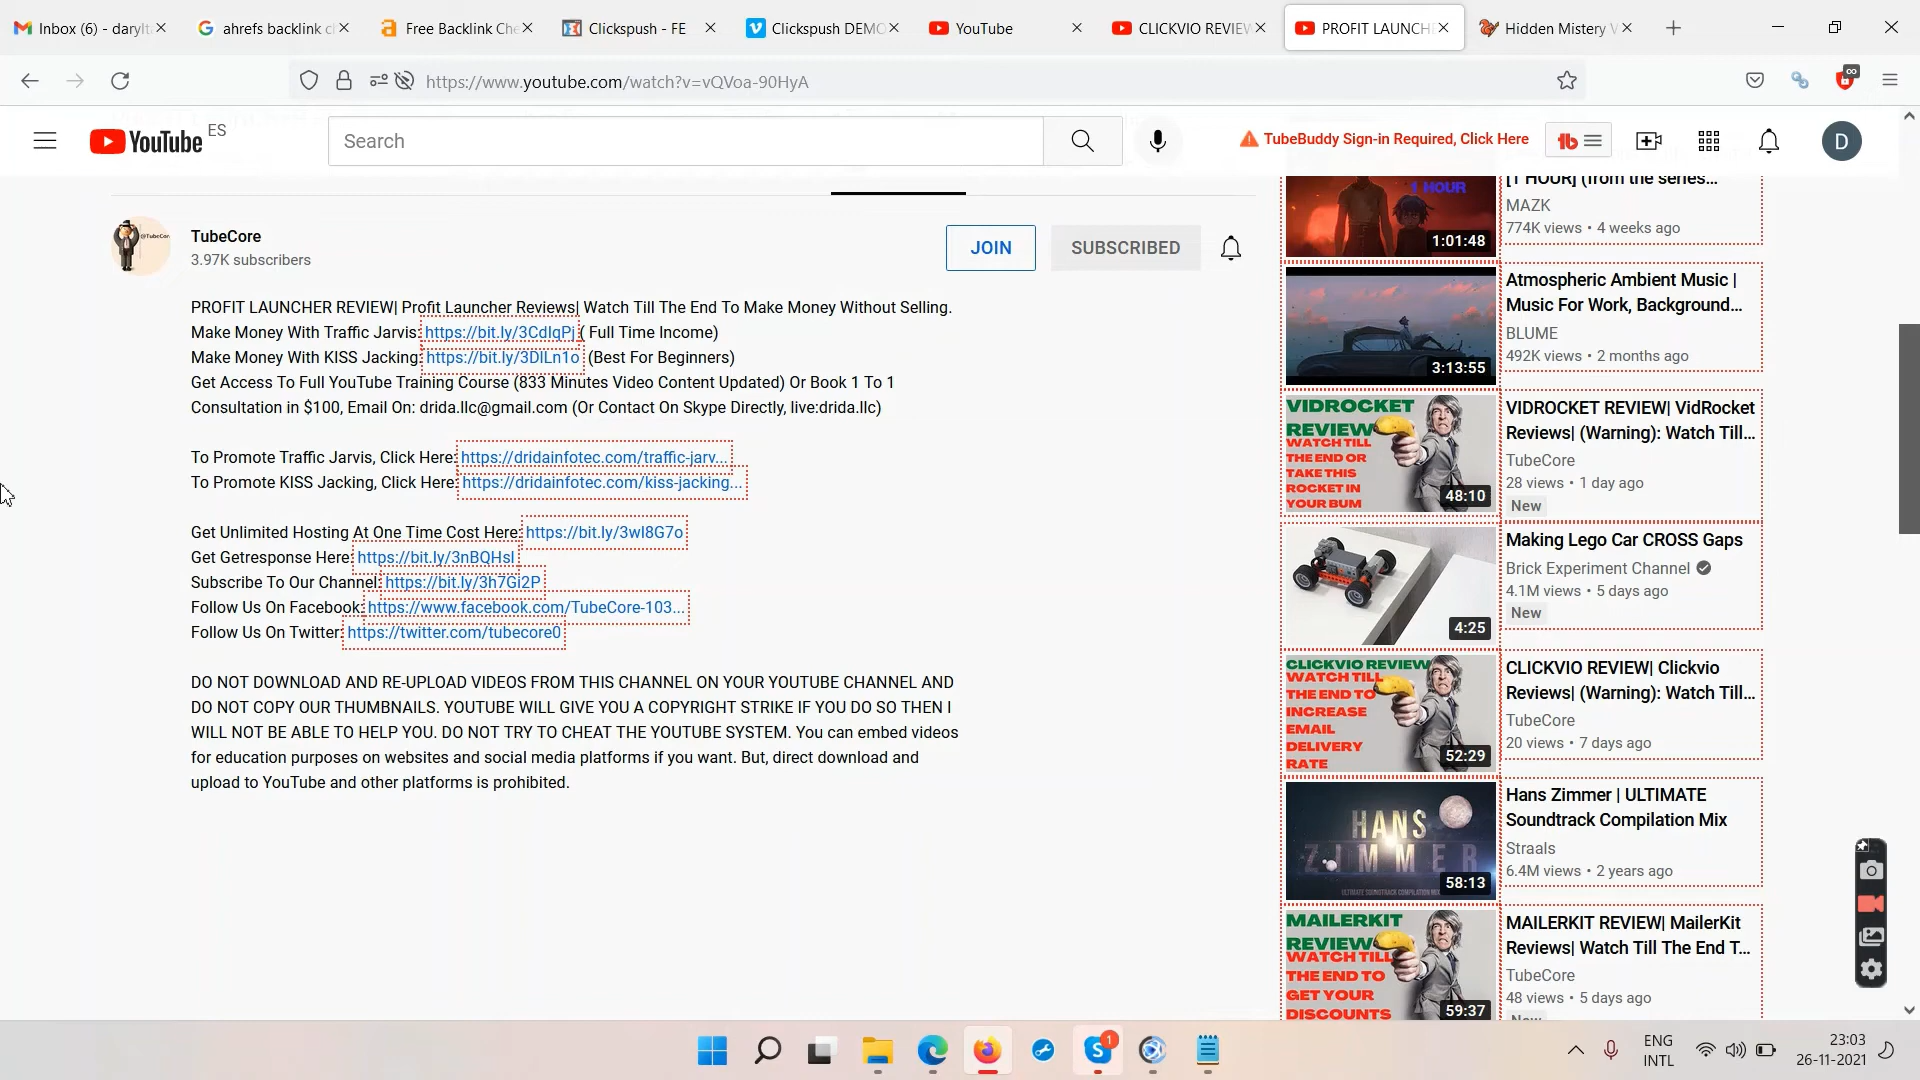 Inbox (6) - daryl
ahrefs backlink c
Free Backlink Che
Clickspush - FE
Clickspush DEMO
YouTube
CLICKVIO REVIEW
PROFIT LAUNCH
Hidden Mistery V
https://www.youtube.com/watch?v=vQVoa-90HyA
YouTube ES
Search
TubeBuddy Sign-in Required, Click Here
D
TubeCore
3.97K subscribers
JOIN
SUBSCRIBED
PROFIT LAUNCHER REVIEW| Profit Launcher Reviews| Watch Till The End To Make Money Without Selling.
Make Money With Traffic Jarvis: https://bit.ly/3CdIqPj ( Full Time Income)
Make Money With KISS Jacking: https://bit.ly/3DlLn1o (Best For Beginners)
Get Access To Full YouTube Training Course (833 Minutes Video Content Updated) Or Book 1 To 1
Consultation in $100, Email On: drida.llc@gmail.com (Or Contact On Skype Directly, live:drida.llc)
To Promote Traffic Jarvis, Click Here: https://dridainfotec.com/traffic-jarv...
To Promote KISS Jacking, Click Here: https://dridainfotec.com/kiss-jacking...
Get Unlimited Hosting At One Time Cost Here: https://bit.ly/3wI8G7o
Get Getresponse Here: https://bit.ly/3nBQHsI
Subscribe To Our Channel: https://bit.ly/3h7Gi2P
Follow Us On Facebook: https://www.facebook.com/TubeCore-103...
Follow Us On Twitter: https://twitter.com/tubecore0
DO NOT DOWNLOAD AND RE-UPLOAD VIDEOS FROM THIS CHANNEL ON YOUR YOUTUBE CHANNEL AND
DO NOT COPY OUR THUMBNAILS. YOUTUBE WILL GIVE YOU A COPYRIGHT STRIKE IF YOU DO SO THEN I
WILL NOT BE ABLE TO HELP YOU. DO NOT TRY TO CHEAT THE YOUTUBE SYSTEM. You can embed videos
for education purposes on websites and social media platforms if you want. But, direct download and
upload to YouTube and other platforms is prohibited.
1 HOUR
1:01:48
[1 HOUR] (from the series...
MAZK
774K views • 4 weeks ago
3:13:55
Atmospheric Ambient Music |
Music For Work, Background...
BLUME
492K views • 2 months ago
VIDROCKET
REVIEW
WATCH TILL
THE END OR
TAKE THIS
ROCKET IN
YOUR BUM
48:10
VIDROCKET REVIEW| VidRocket
Reviews| (Warning): Watch Till...
TubeCore
28 views • 1 day ago
New
4:25
Making Lego Car CROSS Gaps
Brick Experiment Channel
4.1M views • 5 days ago
New
CLICKVIO REVIEW
WATCH TILL
THE END TO
INCREASE
EMAIL
DELIVERY
RATE
52:29
CLICKVIO REVIEW| Clickvio
Reviews| (Warning): Watch Till...
TubeCore
20 views • 7 days ago
HANS
ZIMMER
58:13
Hans Zimmer | ULTIMATE
Soundtrack Compilation Mix
Straals
6.4M views • 2 years ago
MAILERKIT
REVIEW
WATCH TILL
THE END TO
GET YOUR
DISCOUNTS
59:37
MAILERKIT REVIEW| MailerKit
Reviews| Watch Till The End T...
TubeCore
48 views • 5 days ago
New
1
ENG
INTL
23:03
26-11-2021